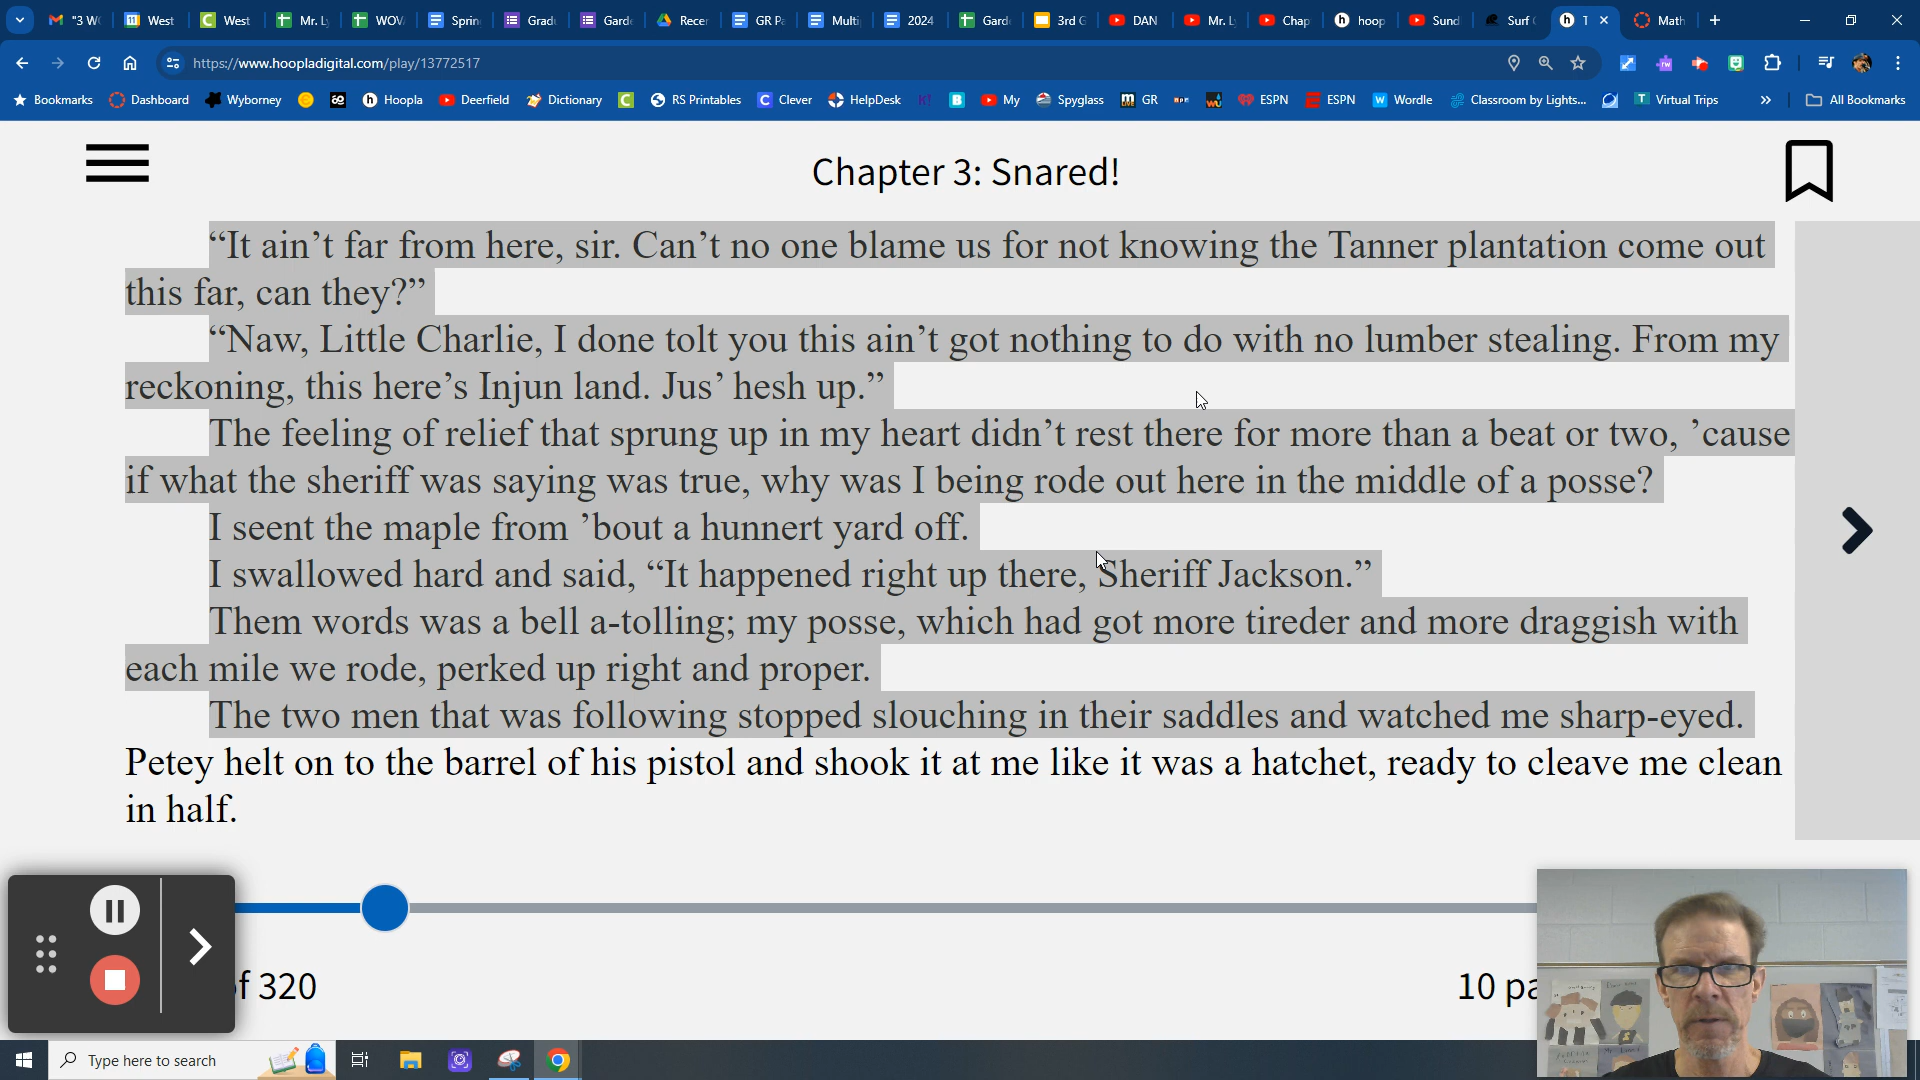 "3 W
West
West
Mr. Ly
WOV
Sprin
Grad
Gard
Recer
GR Pa
Multi
2024
Gard
3rd G
DAN
Mr. L
Chap
hoop
Sund
Surf
Math
https://www.hoopladigital.com/play/13772517
Bookmarks
Dashboard
Wyborney
Hoopla
Deerfield
Dictionary
RS Printables
Clever
HelpDesk
My
Spyglass
GR
ESPN
ESPN
Wordle
Classroom by Lights...
Virtual Trips
All Bookmarks
Chapter 3: Snared!
“It ain’t far from here, sir. Can’t no one blame us for not knowing the Tanner plantation come out
this far, can they?”
“Naw, Little Charlie, I done tolt you this ain’t got nothing to do with no lumber stealing. From my
reckoning, this here’s Injun land. Jus’ hesh up.”
The feeling of relief that sprung up in my heart didn’t rest there for more than a beat or two, ’cause
if what the sheriff was saying was true, why was I being rode out here in the middle of a posse?
I seent the maple from ’bout a hunnert yard off.
I swallowed hard and said, “It happened right up there, Sheriff Jackson.”
Them words was a bell a-tolling; my posse, which had got more tireder and more draggish with
each mile we rode, perked up right and proper.
The two men that was following stopped slouching in their saddles and watched me sharp-eyed.
Petey helt on to the barrel of his pistol and shook it at me like it was a hatchet, ready to cleave me clean
in half.
of 320
10 pa
Type here to search